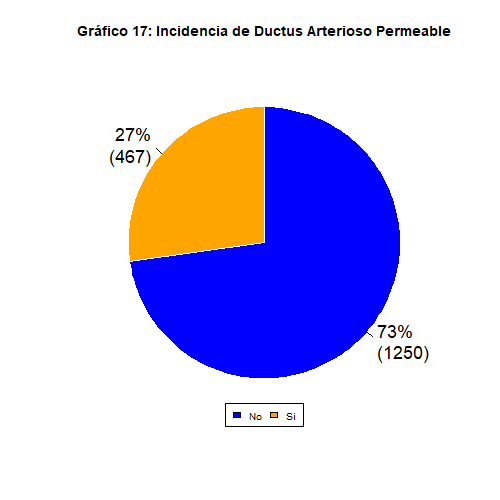 Gráfico 17: Incidencia de Ductus Arterioso Permeable
27%
(467)
73%
(1250)
No Si